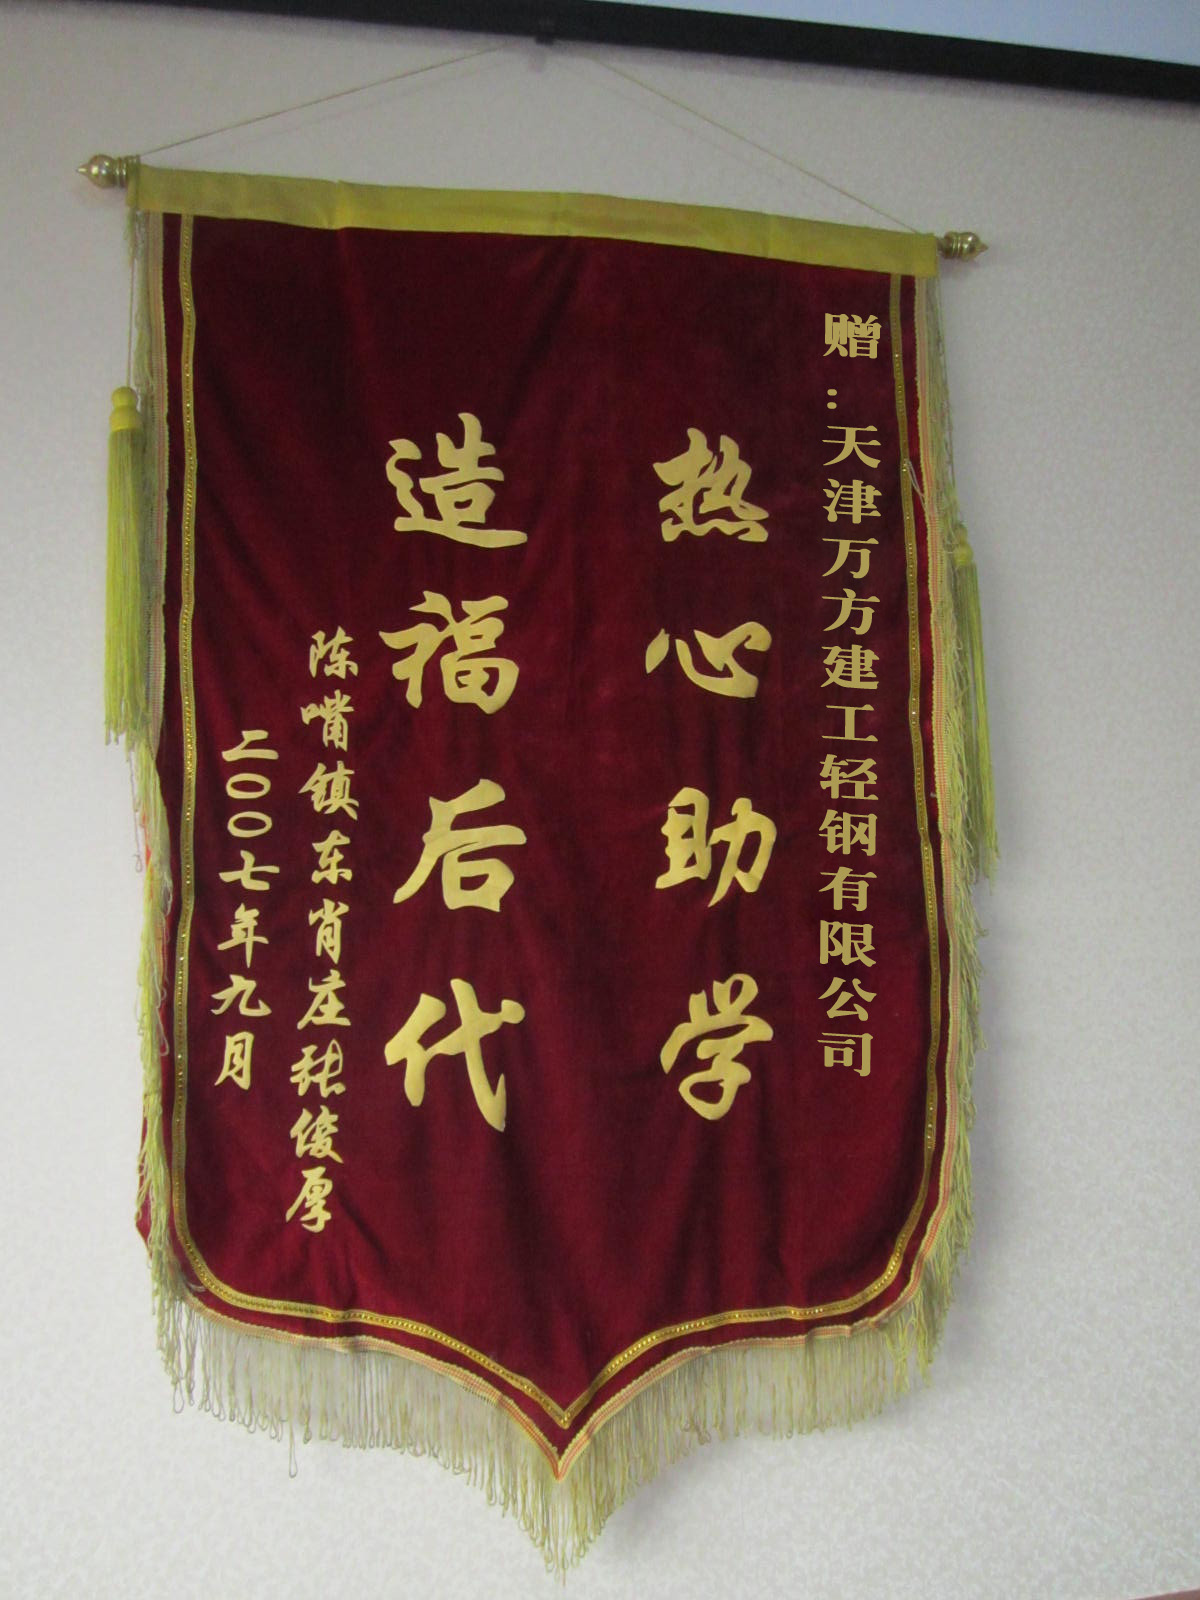 赠：天津万方建工轻钢有限公司
热心助学
造福后代
陈嘴镇东肖庄张俊厚
二〇〇七年九月